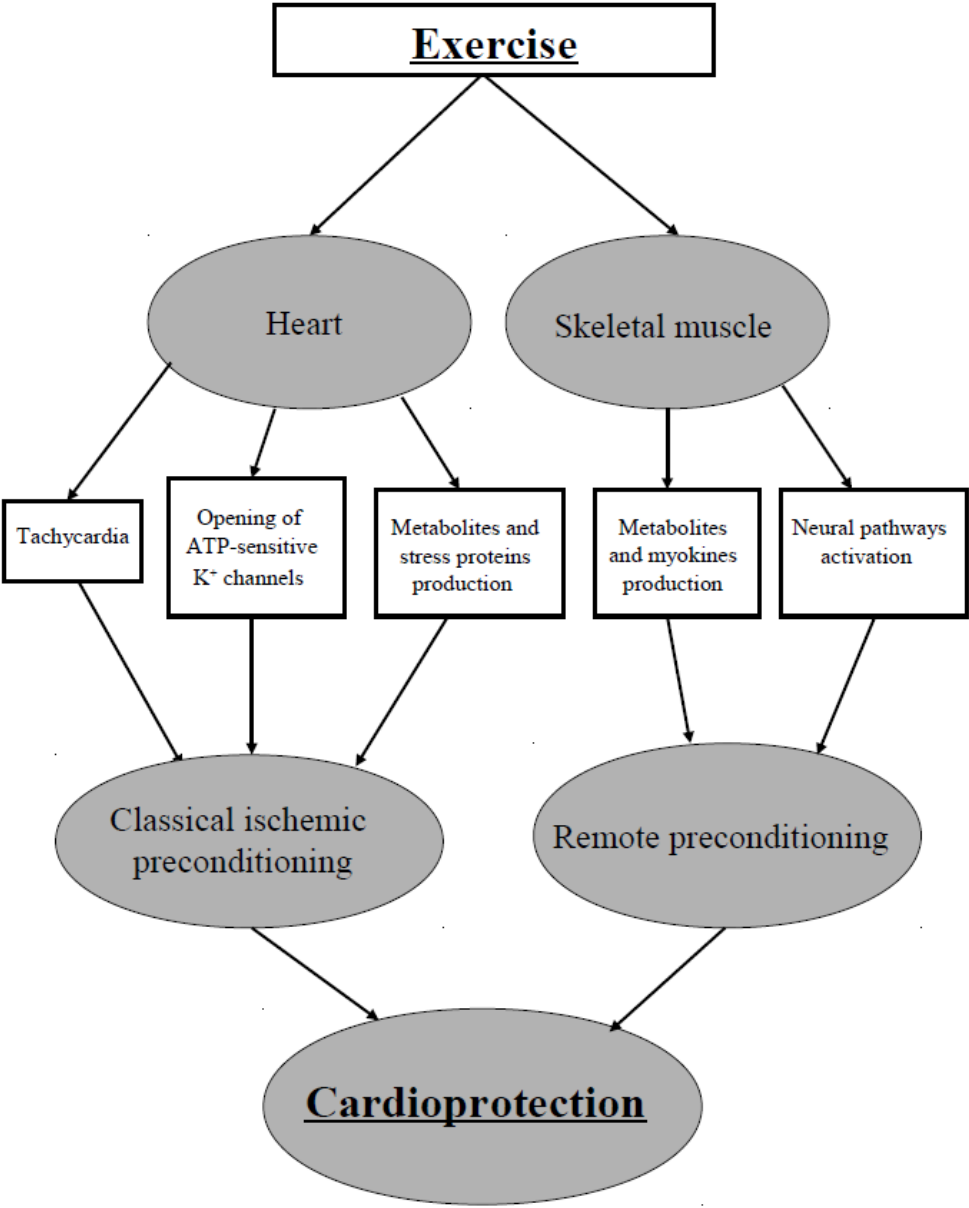 Exercise
Heart
Skeletal muscle
Tachycardia
Opening of
ATP-sensitive
K⁺ channels
Metabolites and
stress proteins
production
Metabolites
and myokines
production
Neural pathways
activation
Classical ischemic
preconditioning
Remote preconditioning
Cardioprotection